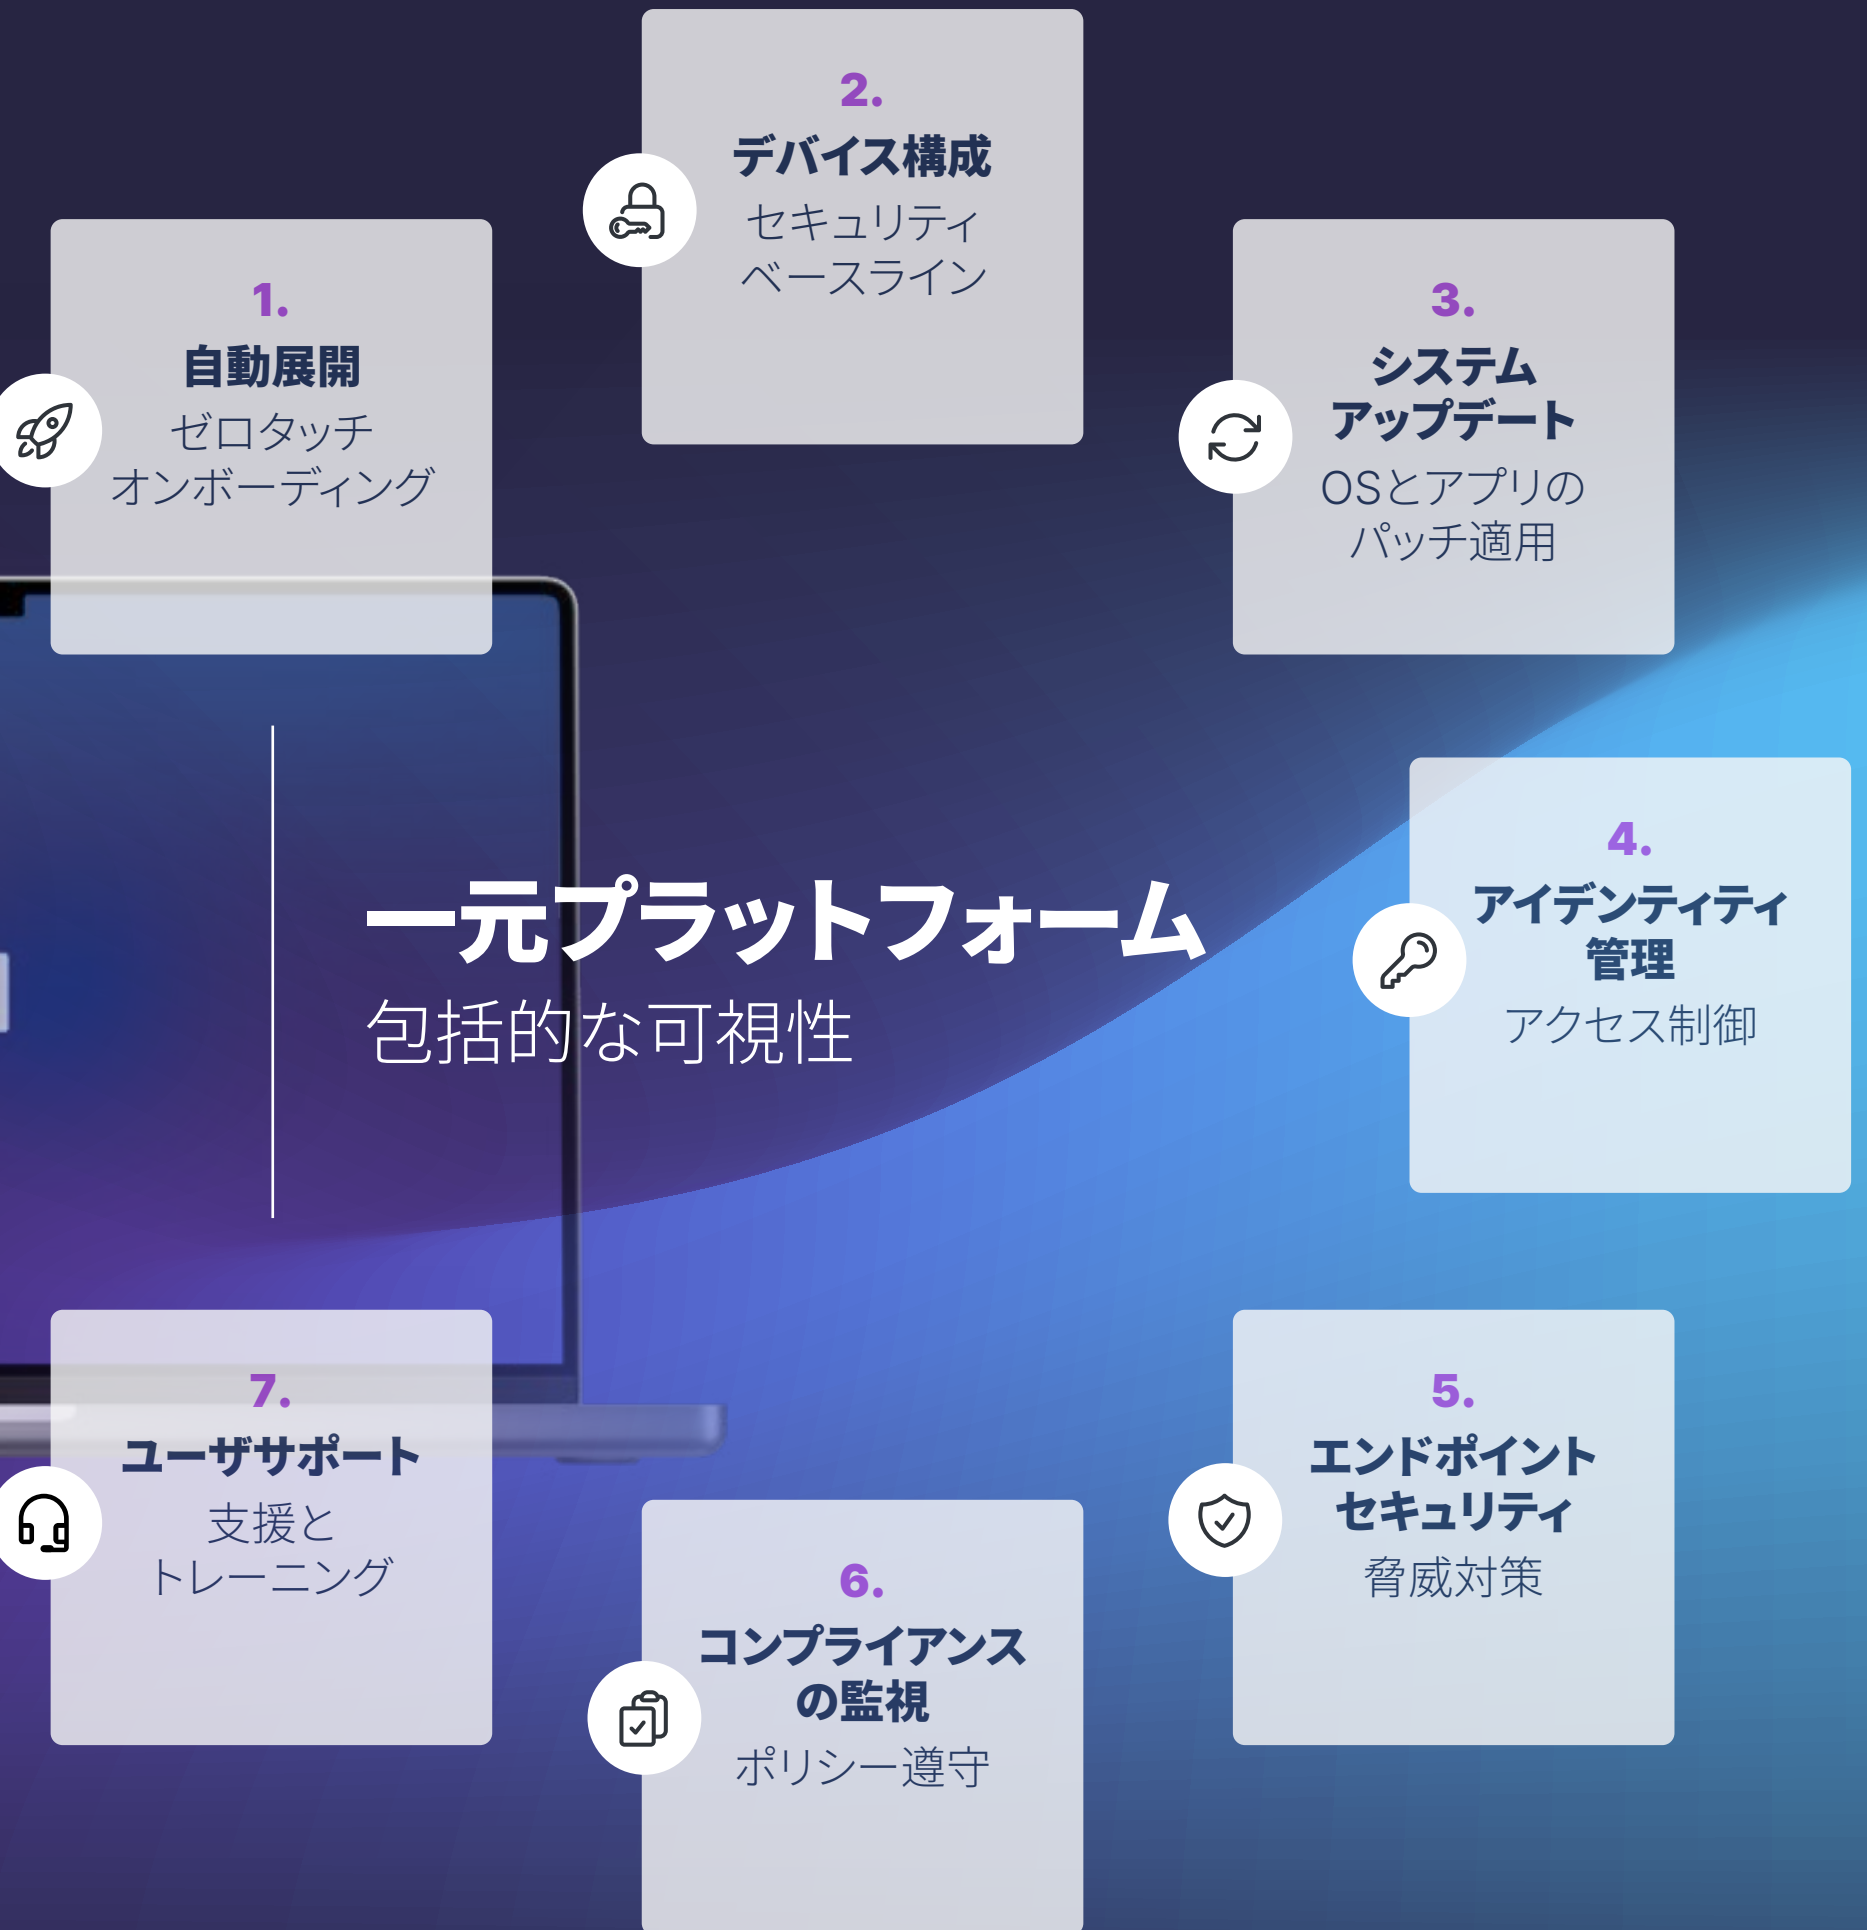 1.
自動展開
ゼロタッチ
オンボーディング
2.
デバイス構成
セキュリティ
ベースライン
3.
システム
アップデート
OSとアプリの
パッチ適用
一元プラットフォーム
包括的な可視性
4.
アイデンティティ
管理
アクセス制御
5.
エンドポイント
セキュリティ
脅威対策
6.
コンプライアンス
の監視
ポリシー遵守
7.
ユーザサポート
支援と
トレーニング